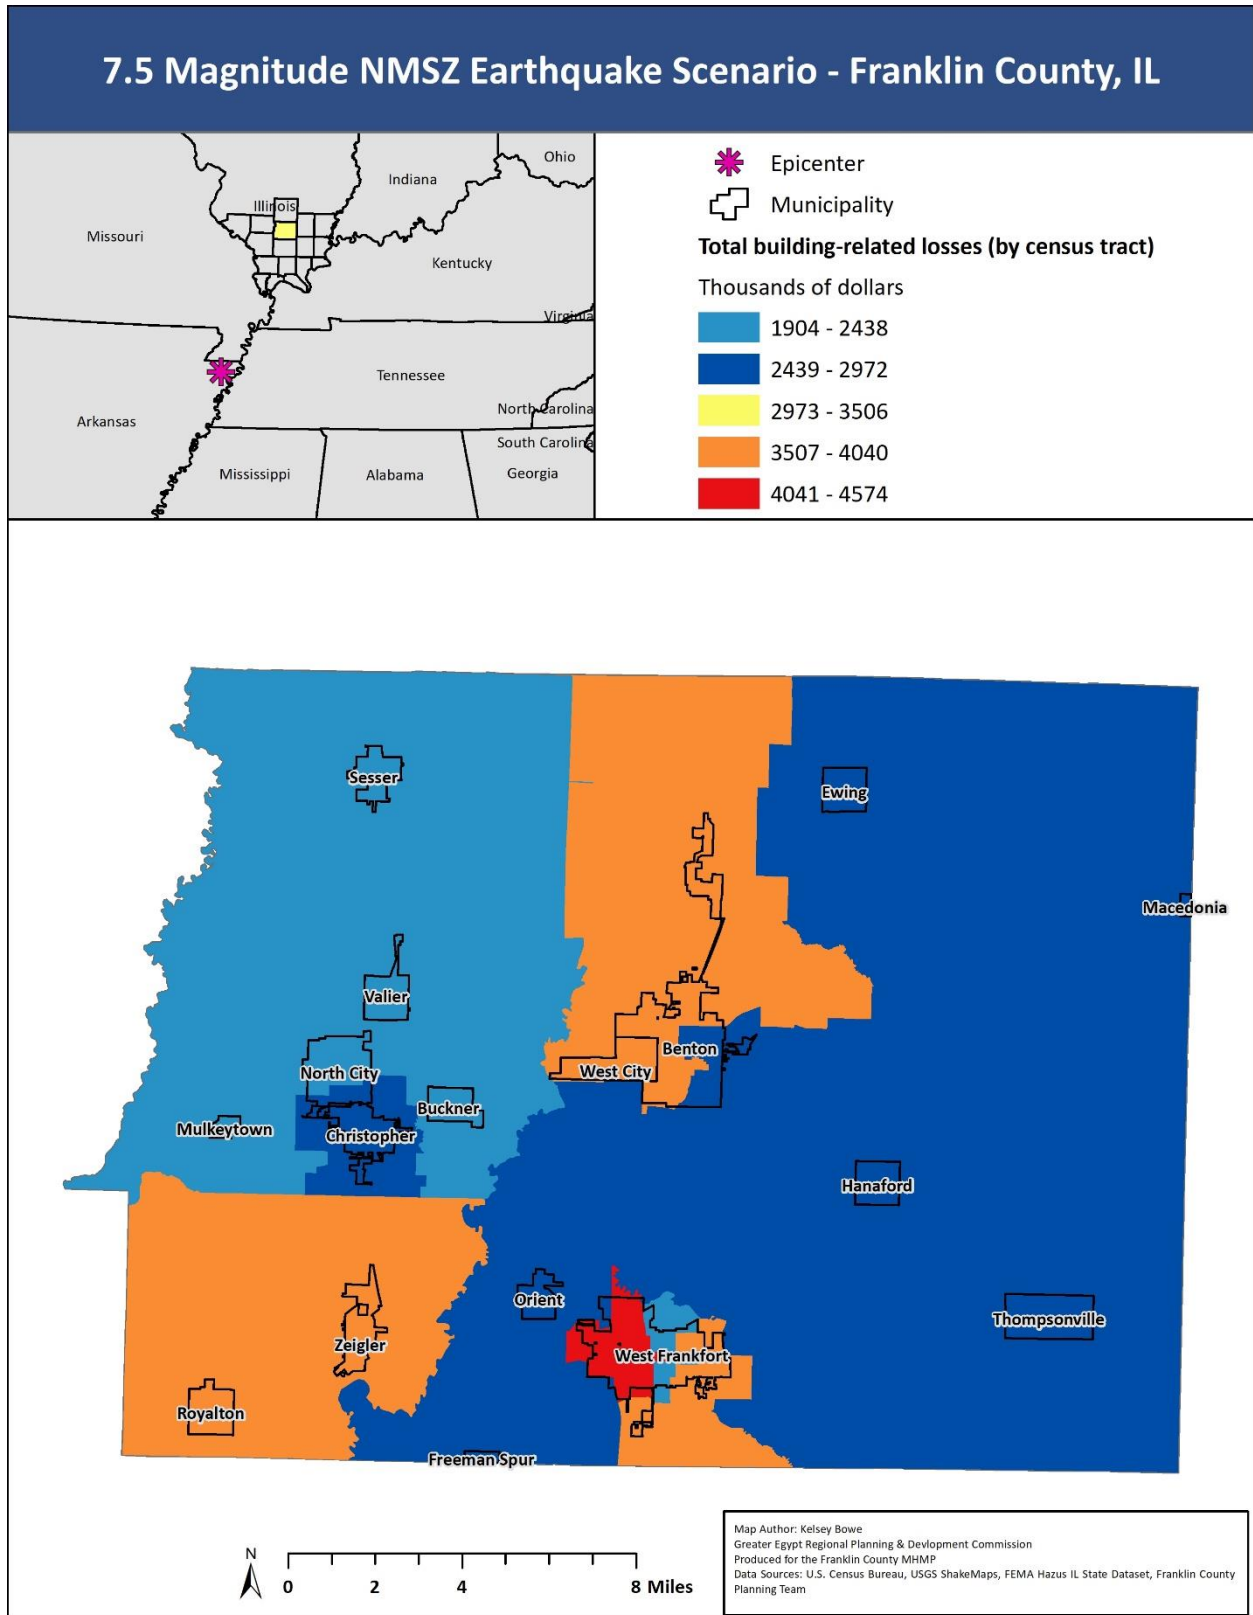 7.5 Magnitude NMSZ Earthquake Scenario - Franklin County, IL
Ohio
Indiana
Illinois
Missouri
Kentucky
Virginia
Tennessee
North Carolina
Arkansas
South Carolina
Mississippi
Alabama
Georgia
Epicenter
Municipality
Total building-related losses (by census tract)
Thousands of dollars
1904 - 2438
2439 - 2972
2973 - 3506
3507 - 4040
4041 - 4574
Sesser
Ewing
Macedonia
Valier
Benton
North City
West City
Buckner
Mulkeytown
Christopher
Hanaford
Orient
Thompsonville
Zeigler
West Frankfort
Royalton
Freeman Spur
N
0 2 4 8 Miles
Map Author: Kelsey Bowe
Greater Egypt Regional Planning & Devlopment Commission
Produced for the Franklin County MHMP
Data Sources: U.S. Census Bureau, USGS ShakeMaps, FEMA Hazus IL State Dataset, Franklin County
Planning Team